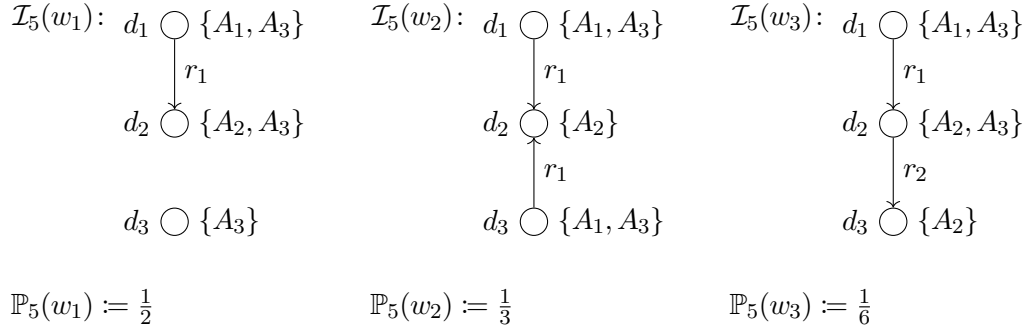 𝓘₅(w₁): d₁ {A₁, A₃} 𝓘₅(w₂): d₁ {A₁, A₃} 𝓘₅(w₃): d₁ {A₁, A₃}
r₁ r₁ r₁
d₂ {A₂, A₃} d₂ {A₂} d₂ {A₂, A₃}
r₁ r₂
d₃ {A₃} d₃ {A₁, A₃} d₃ {A₂}
ℙ₅(w₁) ≔ 1/2 ℙ₅(w₂) ≔ 1/3 ℙ₅(w₃) ≔ 1/6